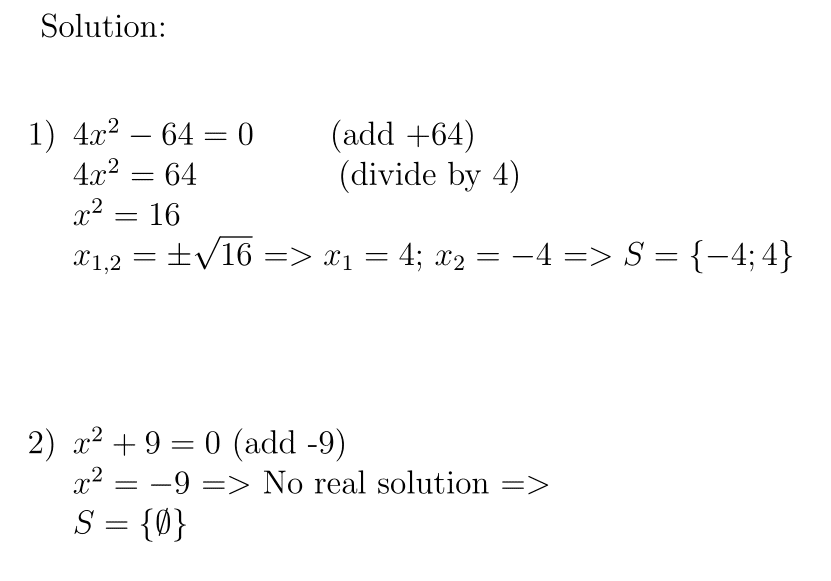 Solution:
1) 4x² − 64 = 0 (add +64)
4x² = 64 (divide by 4)
x² = 16
x₁,₂ = ±√16 => x₁ = 4; x₂ = −4 => S = {−4; 4}
2) x² + 9 = 0 (add -9)
x² = −9 => No real solution =>
S = {∅}